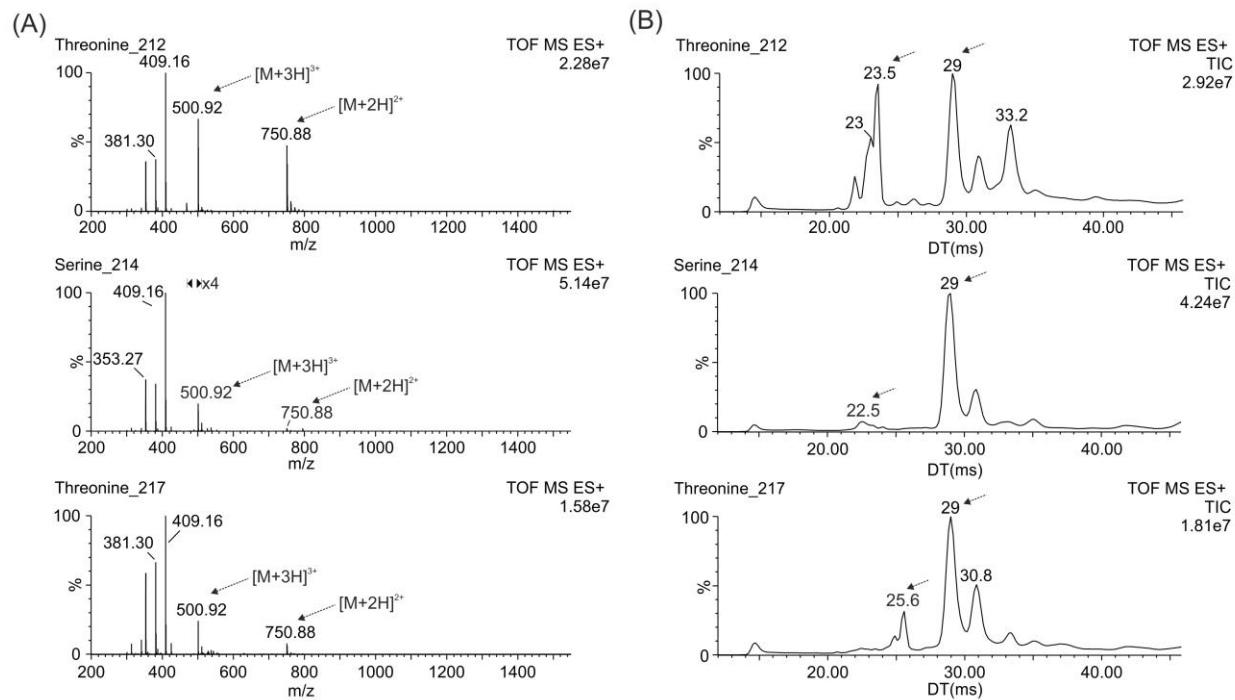 (A)
Threonine_212
TOF MS ES+
2.28e7
409.16
[M+3H]³⁺
500.92
[M+2H]²⁺
750.88
381.30
100
%
0
200 400 600 800 1000 1200 1400
m/z
Serine_214
TOF MS ES+
5.14e7
x4
409.16
353.27
[M+3H]³⁺
500.92
[M+2H]²⁺
750.88
100
%
0
200 400 600 800 1000 1200 1400
m/z
Threonine_217
TOF MS ES+
1.58e7
409.16
381.30
[M+3H]³⁺
500.92
[M+2H]²⁺
750.88
100
%
0
200 400 600 800 1000 1200 1400
m/z
(B)
Threonine_212
TOF MS ES+
TIC
2.92e7
23.5
29
23
33.2
100
%
0
20.00 30.00 40.00
DT(ms)
Serine_214
TOF MS ES+
TIC
4.24e7
29
22.5
100
%
0
20.00 30.00 40.00
DT(ms)
Threonine_217
TOF MS ES+
TIC
1.81e7
29
25.6
30.8
100
%
0
20.00 30.00 40.00
DT(ms)